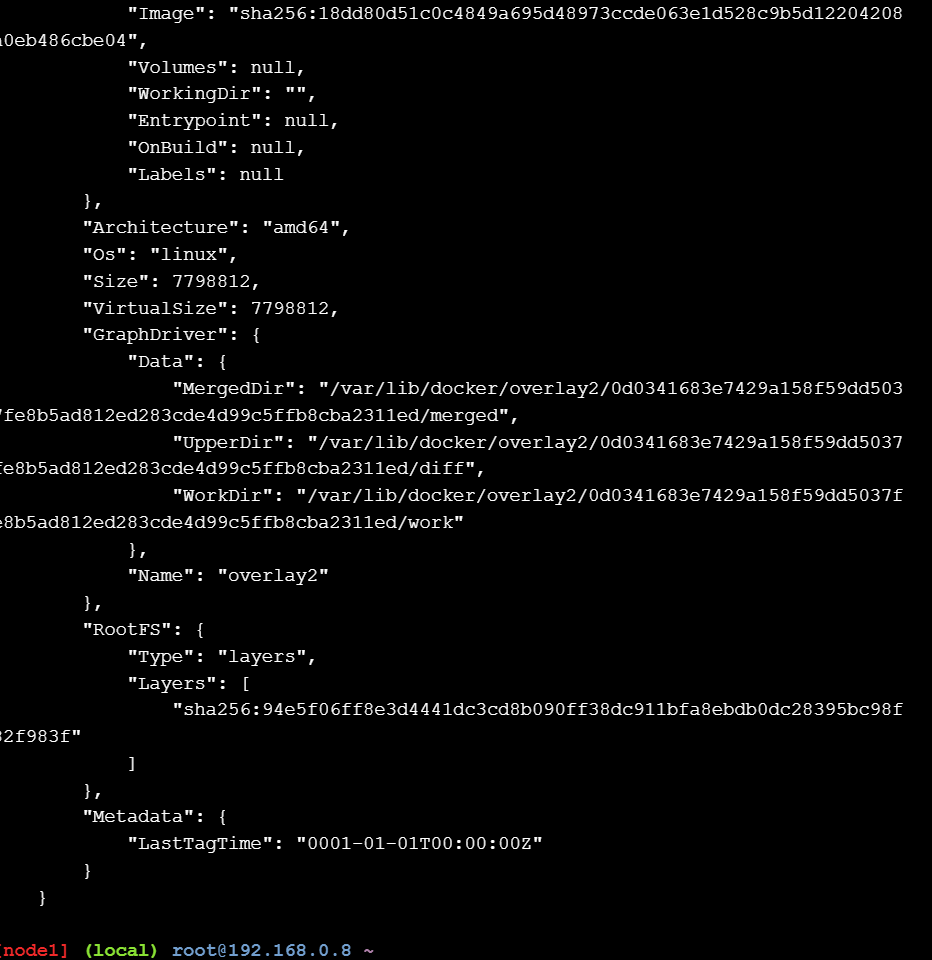 "Image": "sha256:18dd80d51c0c4849a695d48973ccde063e1d528c9b5d12204208
a0eb486cbe04",
"Volumes": null,
"WorkingDir": "",
"Entrypoint": null,
"OnBuild": null,
"Labels": null
},
"Architecture": "amd64",
"Os": "linux",
"Size": 7798812,
"VirtualSize": 7798812,
"GraphDriver": {
"Data": {
"MergedDir": "/var/lib/docker/overlay2/0d0341683e7429a158f59dd503
7fe8b5ad812ed283cde4d99c5ffb8cba2311ed/merged",
"UpperDir": "/var/lib/docker/overlay2/0d0341683e7429a158f59dd5037
fe8b5ad812ed283cde4d99c5ffb8cba2311ed/diff",
"WorkDir": "/var/lib/docker/overlay2/0d0341683e7429a158f59dd5037f
e8b5ad812ed283cde4d99c5ffb8cba2311ed/work"
},
"Name": "overlay2"
},
"RootFS": {
"Type": "layers",
"Layers": [
"sha256:94e5f06ff8e3d4441dc3cd8b090ff38dc911bfa8ebdb0dc28395bc98f
82f983f"
]
},
"Metadata": {
"LastTagTime": "0001-01-01T00:00:00Z"
}
}
[node1] (local) root@192.168.0.8 ~